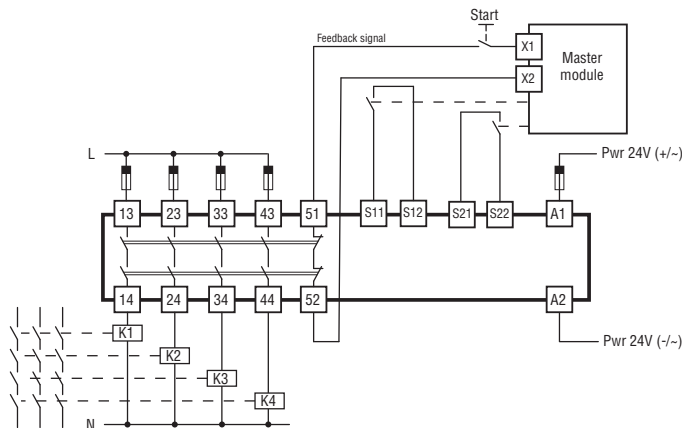 Start
Feedback signal
X1
Master
module
X2
L
Pwr 24V (+/~)
13 23 33 43 51 S11 S12 S21 S22 A1
14 24 34 44 52 A2
K1
Pwr 24V (-/~)
K2
K3
K4
N